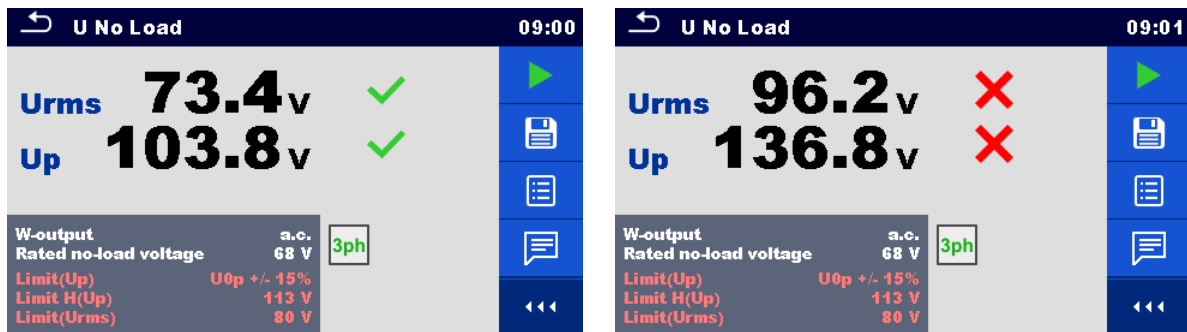 U No Load 09:00
Urms 73.4 V
Up 103.8 V
W-output a.c.
Rated no-load voltage 68 V
3ph
Limit(Up) U0p +/- 15%
Limit H(Up) 113 V
Limit(Urms) 80 V
U No Load 09:01
Urms 96.2 V
Up 136.8 V
W-output a.c.
Rated no-load voltage 68 V
3ph
Limit(Up) U0p +/- 15%
Limit H(Up) 113 V
Limit(Urms) 80 V